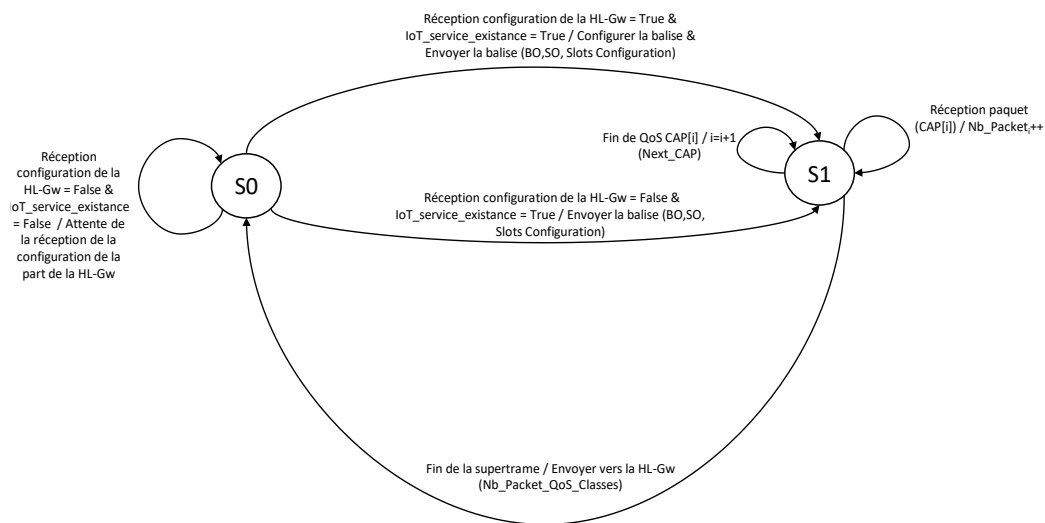 Réception configuration de la HL-Gw = True &
IoT_service_existance = True / Configurer la balise &
Envoyer la balise (BO,SO, Slots Configuration)
Réception paquet
(CAP[i]) / Nb_Packetᵢ++
Fin de QoS CAP[i] / i=i+1
(Next_CAP)
Réception
configuration de la
HL-Gw = False &
IoT_service_existance
= False / Attente de
la réception de la
configuration de la
part de la HL-Gw
S0
S1
Réception configuration de la HL-Gw = False &
IoT_service_existance = True / Envoyer la balise (BO,SO,
Slots Configuration)
Fin de la supertrame / Envoyer vers la HL-Gw
(Nb_Packet_QoS_Classes)